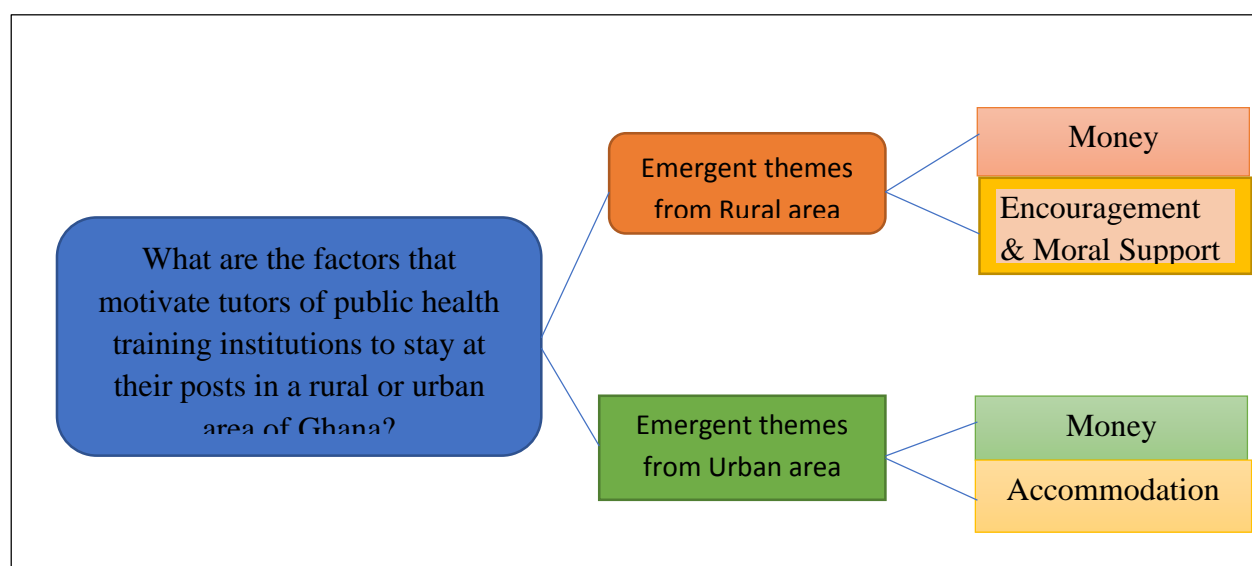 What are the factors that
motivate tutors of public health
training institutions to stay at
their posts in a rural or urban
area of Ghana?
Emergent themes
from Rural area
Money
Encouragement
& Moral Support
Emergent themes
from Urban area
Money
Accommodation